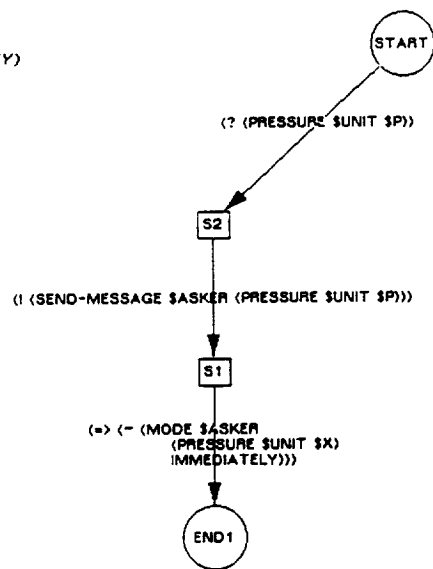 START
Y)
(? (PRESSURE $UNIT $P))
S2
(! (SEND-MESSAGE $ASKER (PRESSURE $UNIT $P)))
S1
(=> (~ (MODE $ASKER
(PRESSURE $UNIT $X)
IMMEDIATELY)))
END1